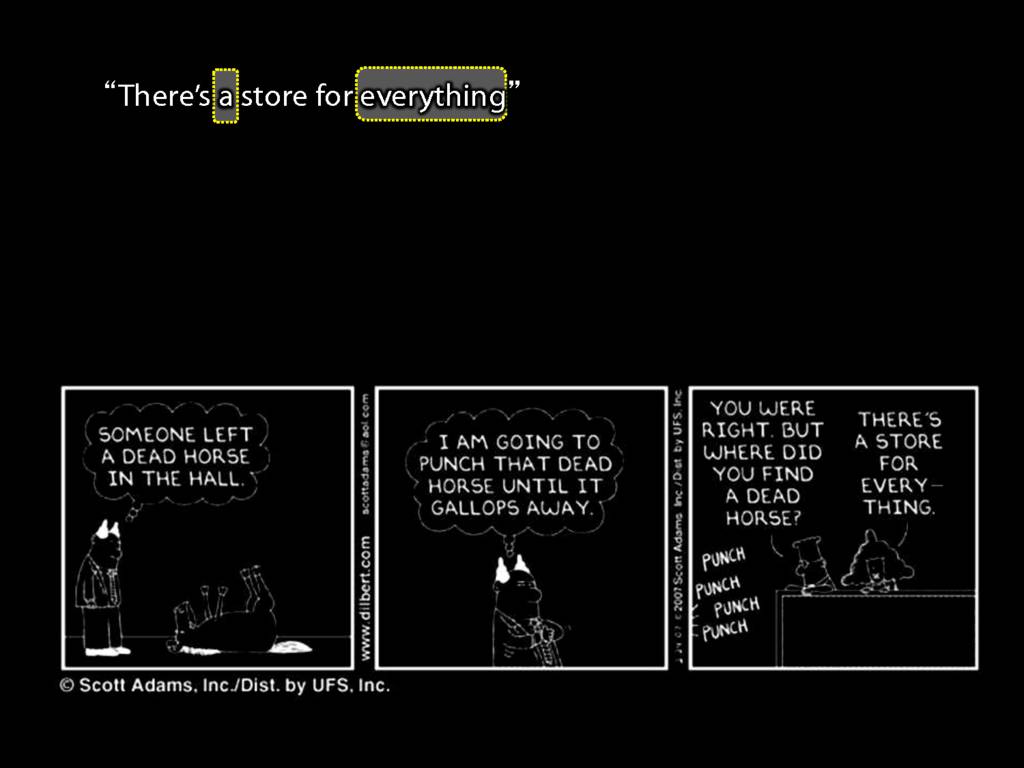 “There’s a store for everything”
SOMEONE LEFT
A DEAD HORSE
IN THE HALL.
www.dilbert.com scottadams@aol.com
I AM GOING TO
PUNCH THAT DEAD
HORSE UNTIL IT
GALLOPS AWAY.
© 2007 Scott Adams, Inc./Dist. by UFS, Inc.
YOU WERE
RIGHT. BUT
WHERE DID
YOU FIND
A DEAD
HORSE?
THERE'S
A STORE
FOR
EVERY-
THING.
PUNCH
PUNCH
PUNCH
PUNCH
© Scott Adams, Inc./Dist. by UFS, Inc.